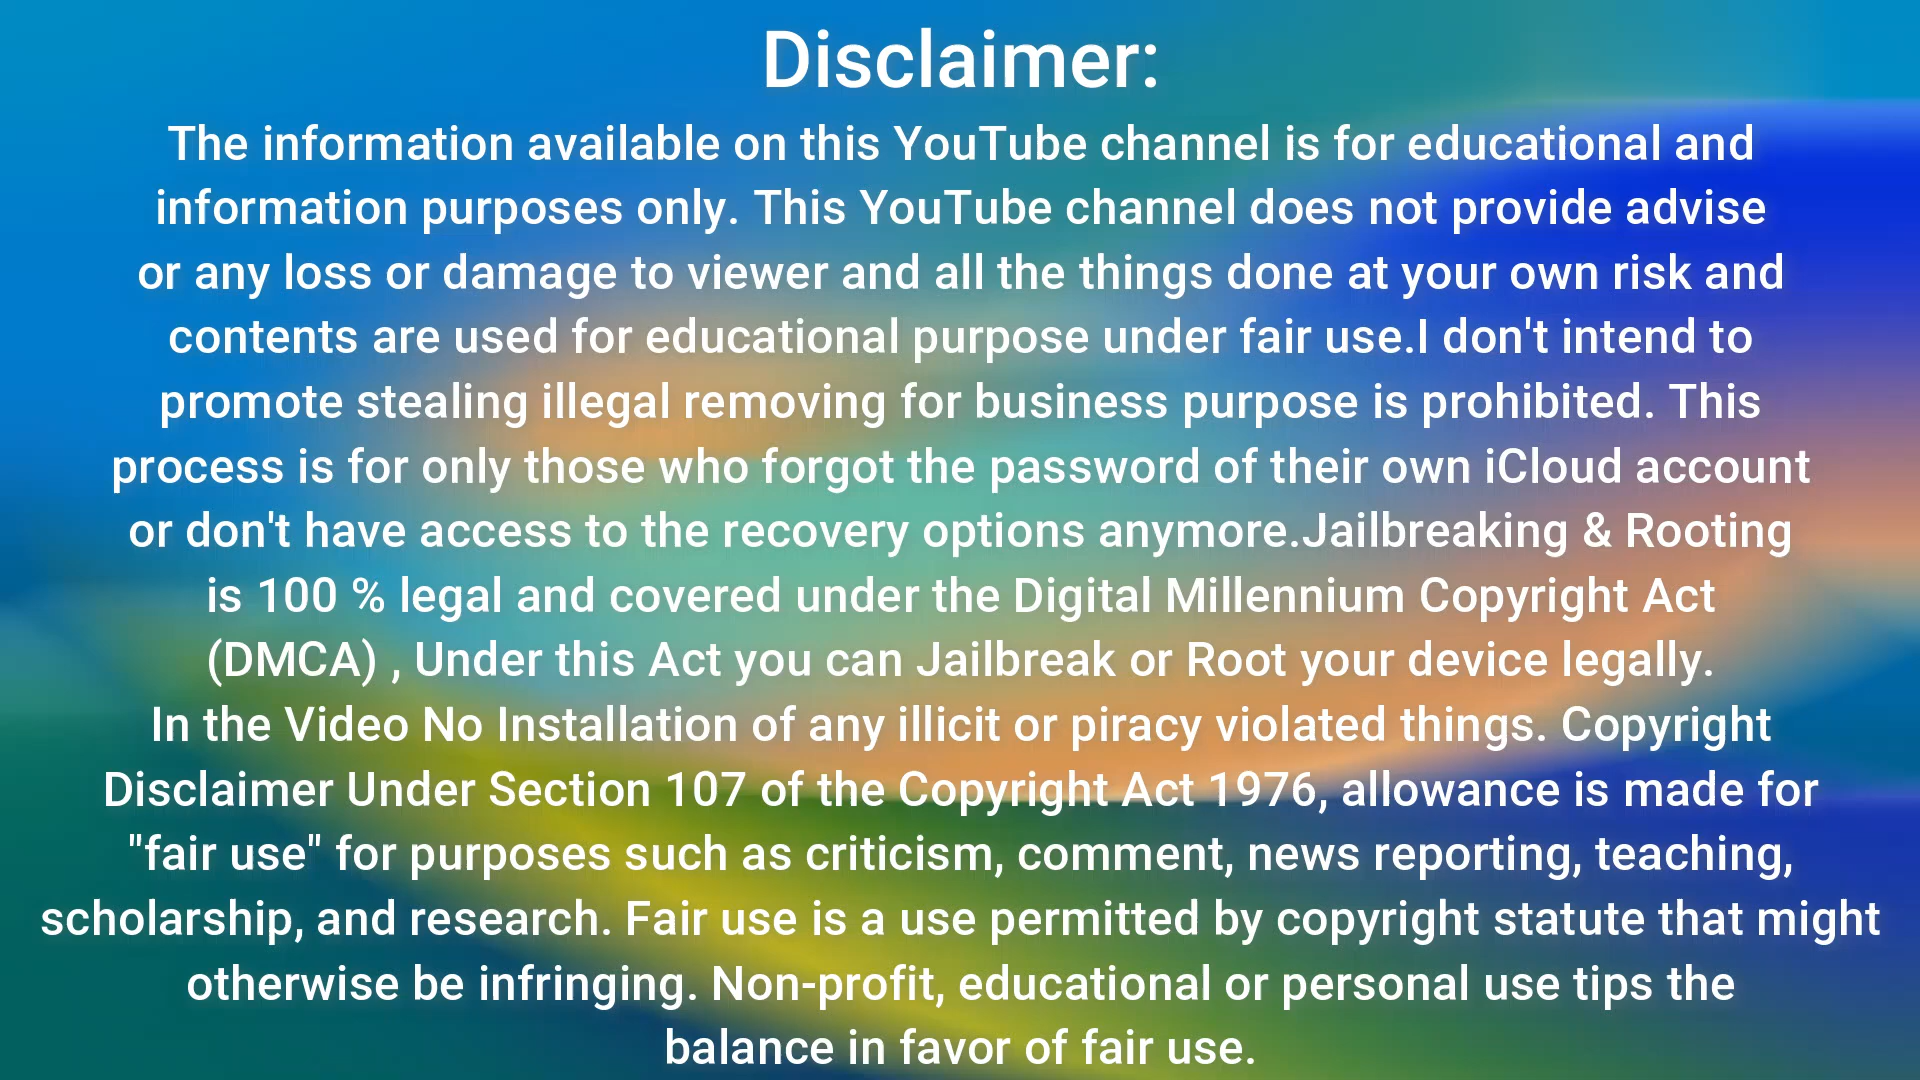 Disclaimer:
The information available on this YouTube channel is for educational and
information purposes only. This YouTube channel does not provide advise
or any loss or damage to viewer and all the things done at your own risk and
contents are used for educational purpose under fair use.I don't intend to
promote stealing illegal removing for business purpose is prohibited. This
process is for only those who forgot the password of their own iCloud account
or don't have access to the recovery options anymore.Jailbreaking & Rooting
is 100 % legal and covered under the Digital Millennium Copyright Act
(DMCA) , Under this Act you can Jailbreak or Root your device legally.
In the Video No Installation of any illicit or piracy violated things. Copyright
Disclaimer Under Section 107 of the Copyright Act 1976, allowance is made for
"fair use" for purposes such as criticism, comment, news reporting, teaching,
scholarship, and research. Fair use is a use permitted by copyright statute that might
otherwise be infringing. Non-profit, educational or personal use tips the
balance in favor of fair use.